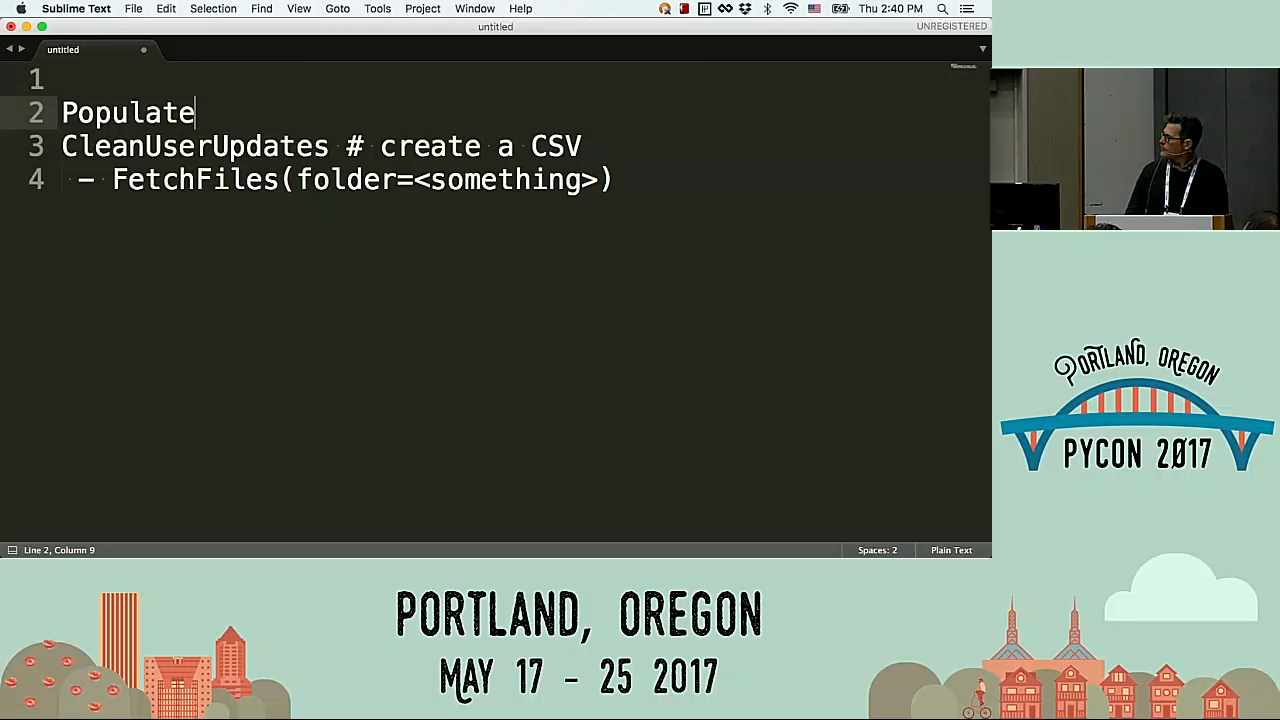 Sublime Text File Edit Selection Find View Goto Tools Project Window Help Thu 2:40 PM
untitled UNREGISTERED
untitled
1
2 Populate
3 CleanUserUpdates # create a CSV
4 - FetchFiles(folder=<something>)
Line 2, Column 9 Spaces: 2 Plain Text
PORTLAND, OREGON
PYCON 2017
PORTLAND, OREGON
MAY 17 - 25 2017